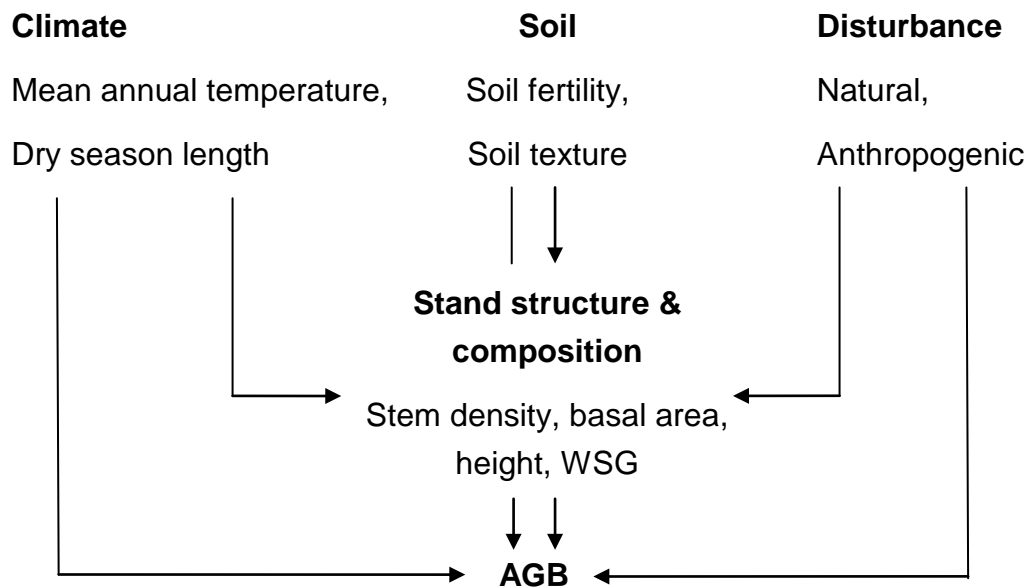 Climate
Mean annual temperature,
Dry season length
Soil
Soil fertility,
Soil texture
Disturbance
Natural,
Anthropogenic
Stand structure &
composition
Stem density, basal area,
height, WSG
AGB